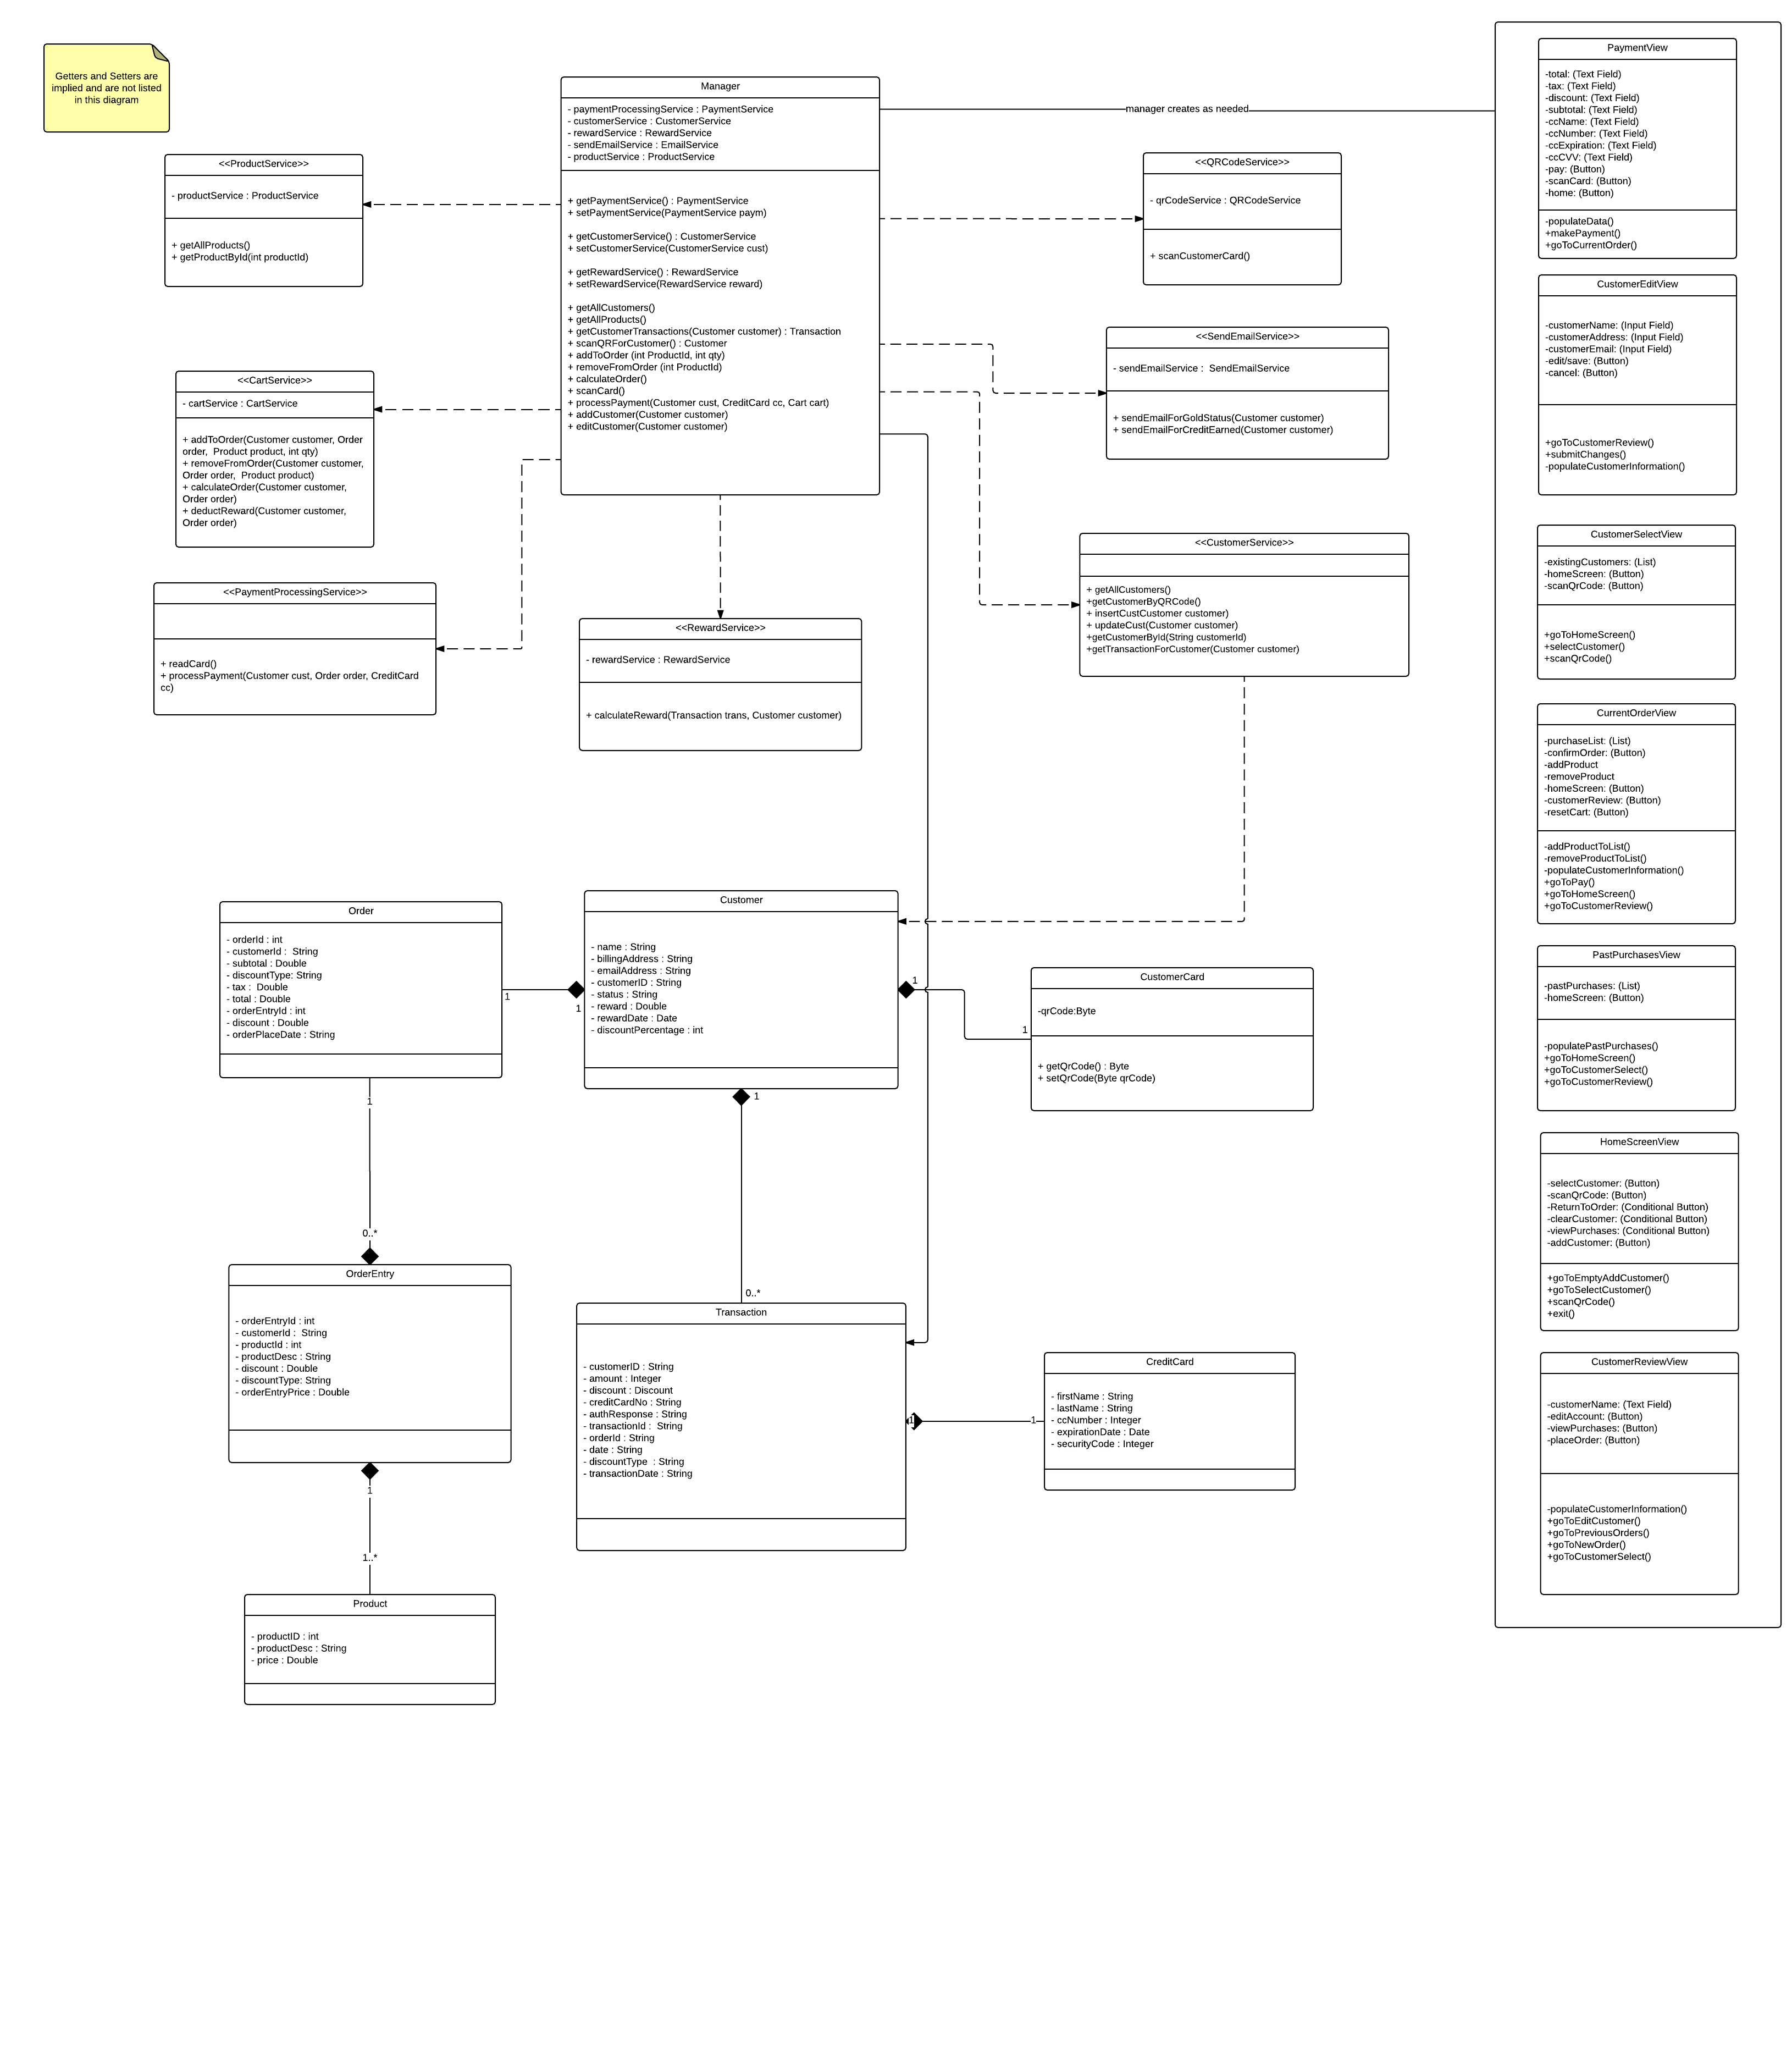 Getters and Setters are
implied and are not listed
in this diagram
Manager
- paymentProcessingService : PaymentService
- customerService : CustomerService
- rewardService : RewardService
- sendEmailService : EmailService
- productService : ProductService
+ getPaymentService() : PaymentService
+ setPaymentService(PaymentService paym)
+ getCustomerService() : CustomerService
+ setCustomerService(CustomerService cust)
+ getRewardService() : RewardService
+ setRewardService(RewardService reward)
+ getAllCustomers()
+ getAllProducts()
+ getCustomerTransactions(Customer customer) : Transaction
+ scanQRForCustomer() : Customer
+ addToOrder (int ProductId, int qty)
+ removeFromOrder (int ProductId)
+ calculateOrder()
+ scanCard()
+ processPayment(Customer cust, CreditCard cc, Cart cart)
+ addCustomer(Customer customer)
+ editCustomer(Customer customer)
manager creates as needed
<<ProductService>>
- productService : ProductService
+ getAllProducts()
+ getProductById(int productId)
<<CartService>>
- cartService : CartService
+ addToOrder(Customer customer, Order
order,  Product product, int qty)
+ removeFromOrder(Customer customer,
Order order,  Product product)
+ calculateOrder(Customer customer,
Order order)
+ deductReward(Customer customer,
Order order)
<<PaymentProcessingService>>
+ readCard()
+ processPayment(Customer cust, Order order, CreditCard
cc)
<<RewardService>>
- rewardService : RewardService
+ calculateReward(Transaction trans, Customer customer)
<<QRCodeService>>
- qrCodeService : QRCodeService
+ scanCustomerCard()
<<SendEmailService>>
- sendEmailService :  SendEmailService
+ sendEmailForGoldStatus(Customer customer)
+ sendEmailForCreditEarned(Customer customer)
<<CustomerService>>
+ getAllCustomers()
+getCustomerByQRCode()
+ insertCustCustomer customer)
+ updateCust(Customer customer)
+getCustomerById(String customerId)
+getTransactionForCustomer(Customer customer)
Order
- orderId : int
- customerId :  String
- subtotal : Double
- discountType: String
- tax :  Double
- total : Double
- orderEntryId : int
- discount : Double
- orderPlaceDate : String
1
1
Customer
- name : String
- billingAddress : String
- emailAddress : String
- customerID : String
- status : String
- reward : Double
- rewardDate : Date
- discountPercentage : int
1
1
CustomerCard
-qrCode:Byte
+ getQrCode() : Byte
+ setQrCode(Byte qrCode)
1
0..*
1
0..*
OrderEntry
- orderEntryId : int
- customerId :  String
- productId : int
- productDesc : String
- discount : Double
- discountType: String
- orderEntryPrice : Double
1
1..*
Product
- productID : int
- productDesc : String
- price : Double
Transaction
- customerID : String
- amount : Integer
- discount : Discount
- creditCardNo : String
- authResponse : String
- transactionId :  String
- orderId : String
- date : String
- discountType  : String
- transactionDate : String
1
1
CreditCard
- firstName : String
- lastName : String
- ccNumber : Integer
- expirationDate : Date
- securityCode : Integer
PaymentView
-total: (Text Field)
-tax: (Text Field)
-discount: (Text Field)
-subtotal: (Text Field)
-ccName: (Text Field)
-ccNumber: (Text Field)
-ccExpiration: (Text Field)
-ccCVV: (Text Field)
-pay: (Button)
-scanCard: (Button)
-home: (Button)
-populateData()
+makePayment()
+goToCurrentOrder()
CustomerEditView
-customerName: (Input Field)
-customerAddress: (Input Field)
-customerEmail: (Input Field)
-edit/save: (Button)
-cancel: (Button)
+goToCustomerReview()
+submitChanges()
-populateCustomerInformation()
CustomerSelectView
-existingCustomers: (List)
-homeScreen: (Button)
-scanQrCode: (Button)
+goToHomeScreen()
+selectCustomer()
+scanQrCode()
CurrentOrderView
-purchaseList: (List)
-confirmOrder: (Button)
-addProduct
-removeProduct
-homeScreen: (Button)
-customerReview: (Button)
-resetCart: (Button)
-addProductToList()
-removeProductToList()
-populateCustomerInformation()
+goToPay()
+goToHomeScreen()
+goToCustomerReview()
PastPurchasesView
-pastPurchases: (List)
-homeScreen: (Button)
-populatePastPurchases()
+goToHomeScreen()
+goToCustomerSelect()
+goToCustomerReview()
HomeScreenView
-selectCustomer: (Button)
-scanQrCode: (Button)
-ReturnToOrder: (Conditional Button)
-clearCustomer: (Conditional Button)
-viewPurchases: (Conditional Button)
-addCustomer: (Button)
+goToEmptyAddCustomer()
+goToSelectCustomer()
+scanQrCode()
+exit()
CustomerReviewView
-customerName: (Text Field)
-editAccount: (Button)
-viewPurchases: (Button)
-placeOrder: (Button)
-populateCustomerInformation()
+goToEditCustomer()
+goToPreviousOrders()
+goToNewOrder()
+goToCustomerSelect()